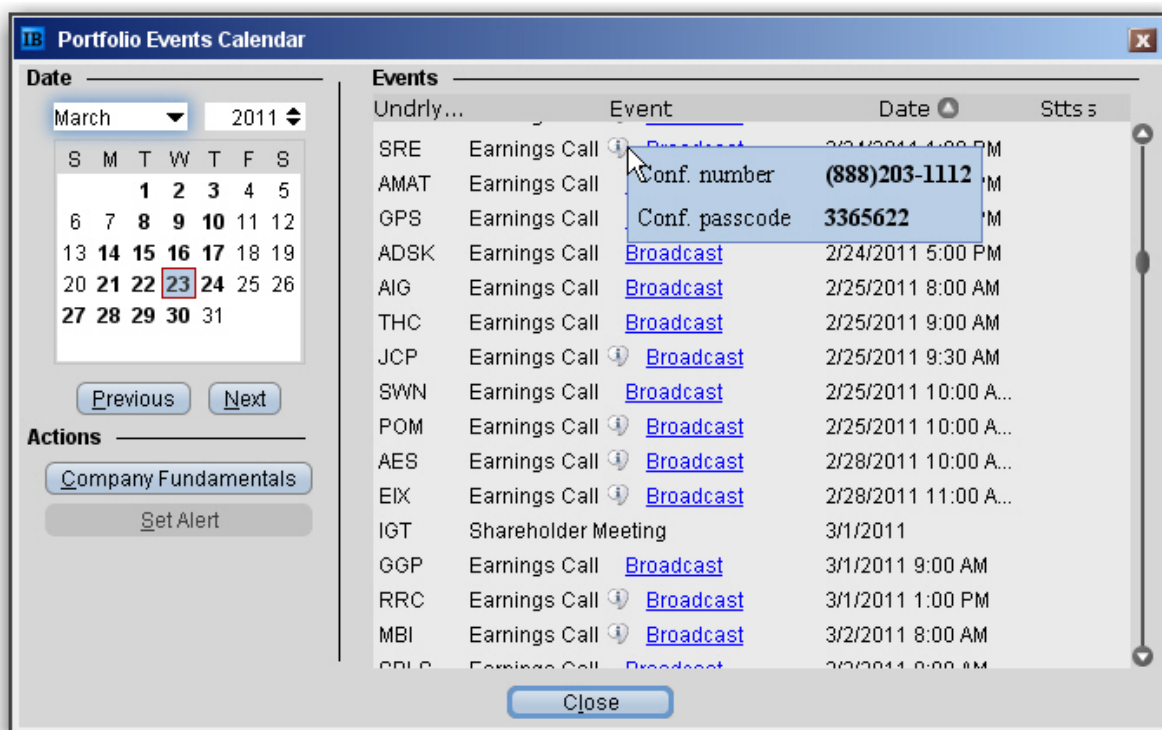 IB Portfolio Events Calendar
Date
March 2011
S M T W T F S
1 2 3 4 5
6 7 8 9 10 11 12
13 14 15 16 17 18 19
20 21 22 23 24 25 26
27 28 29 30 31
Previous Next
Actions
Company Fundamentals
Set Alert
Events
Undrly... Event Date Stts s
SRE Earnings Call
AMAT Earnings Call
GPS Earnings Call
Conf. number (888)203-1112
Conf. passcode 3365622
ADSK Earnings Call Broadcast 2/24/2011 5:00 PM
AIG Earnings Call Broadcast 2/25/2011 8:00 AM
THC Earnings Call Broadcast 2/25/2011 9:00 AM
JCP Earnings Call Broadcast 2/25/2011 9:30 AM
SWN Earnings Call Broadcast 2/25/2011 10:00 A...
POM Earnings Call Broadcast 2/25/2011 10:00 A...
AES Earnings Call Broadcast 2/28/2011 10:00 A...
EIX Earnings Call Broadcast 2/28/2011 11:00 A...
IGT Shareholder Meeting 3/1/2011
GGP Earnings Call Broadcast 3/1/2011 9:00 AM
RRC Earnings Call Broadcast 3/1/2011 1:00 PM
MBI Earnings Call Broadcast 3/2/2011 8:00 AM
Close